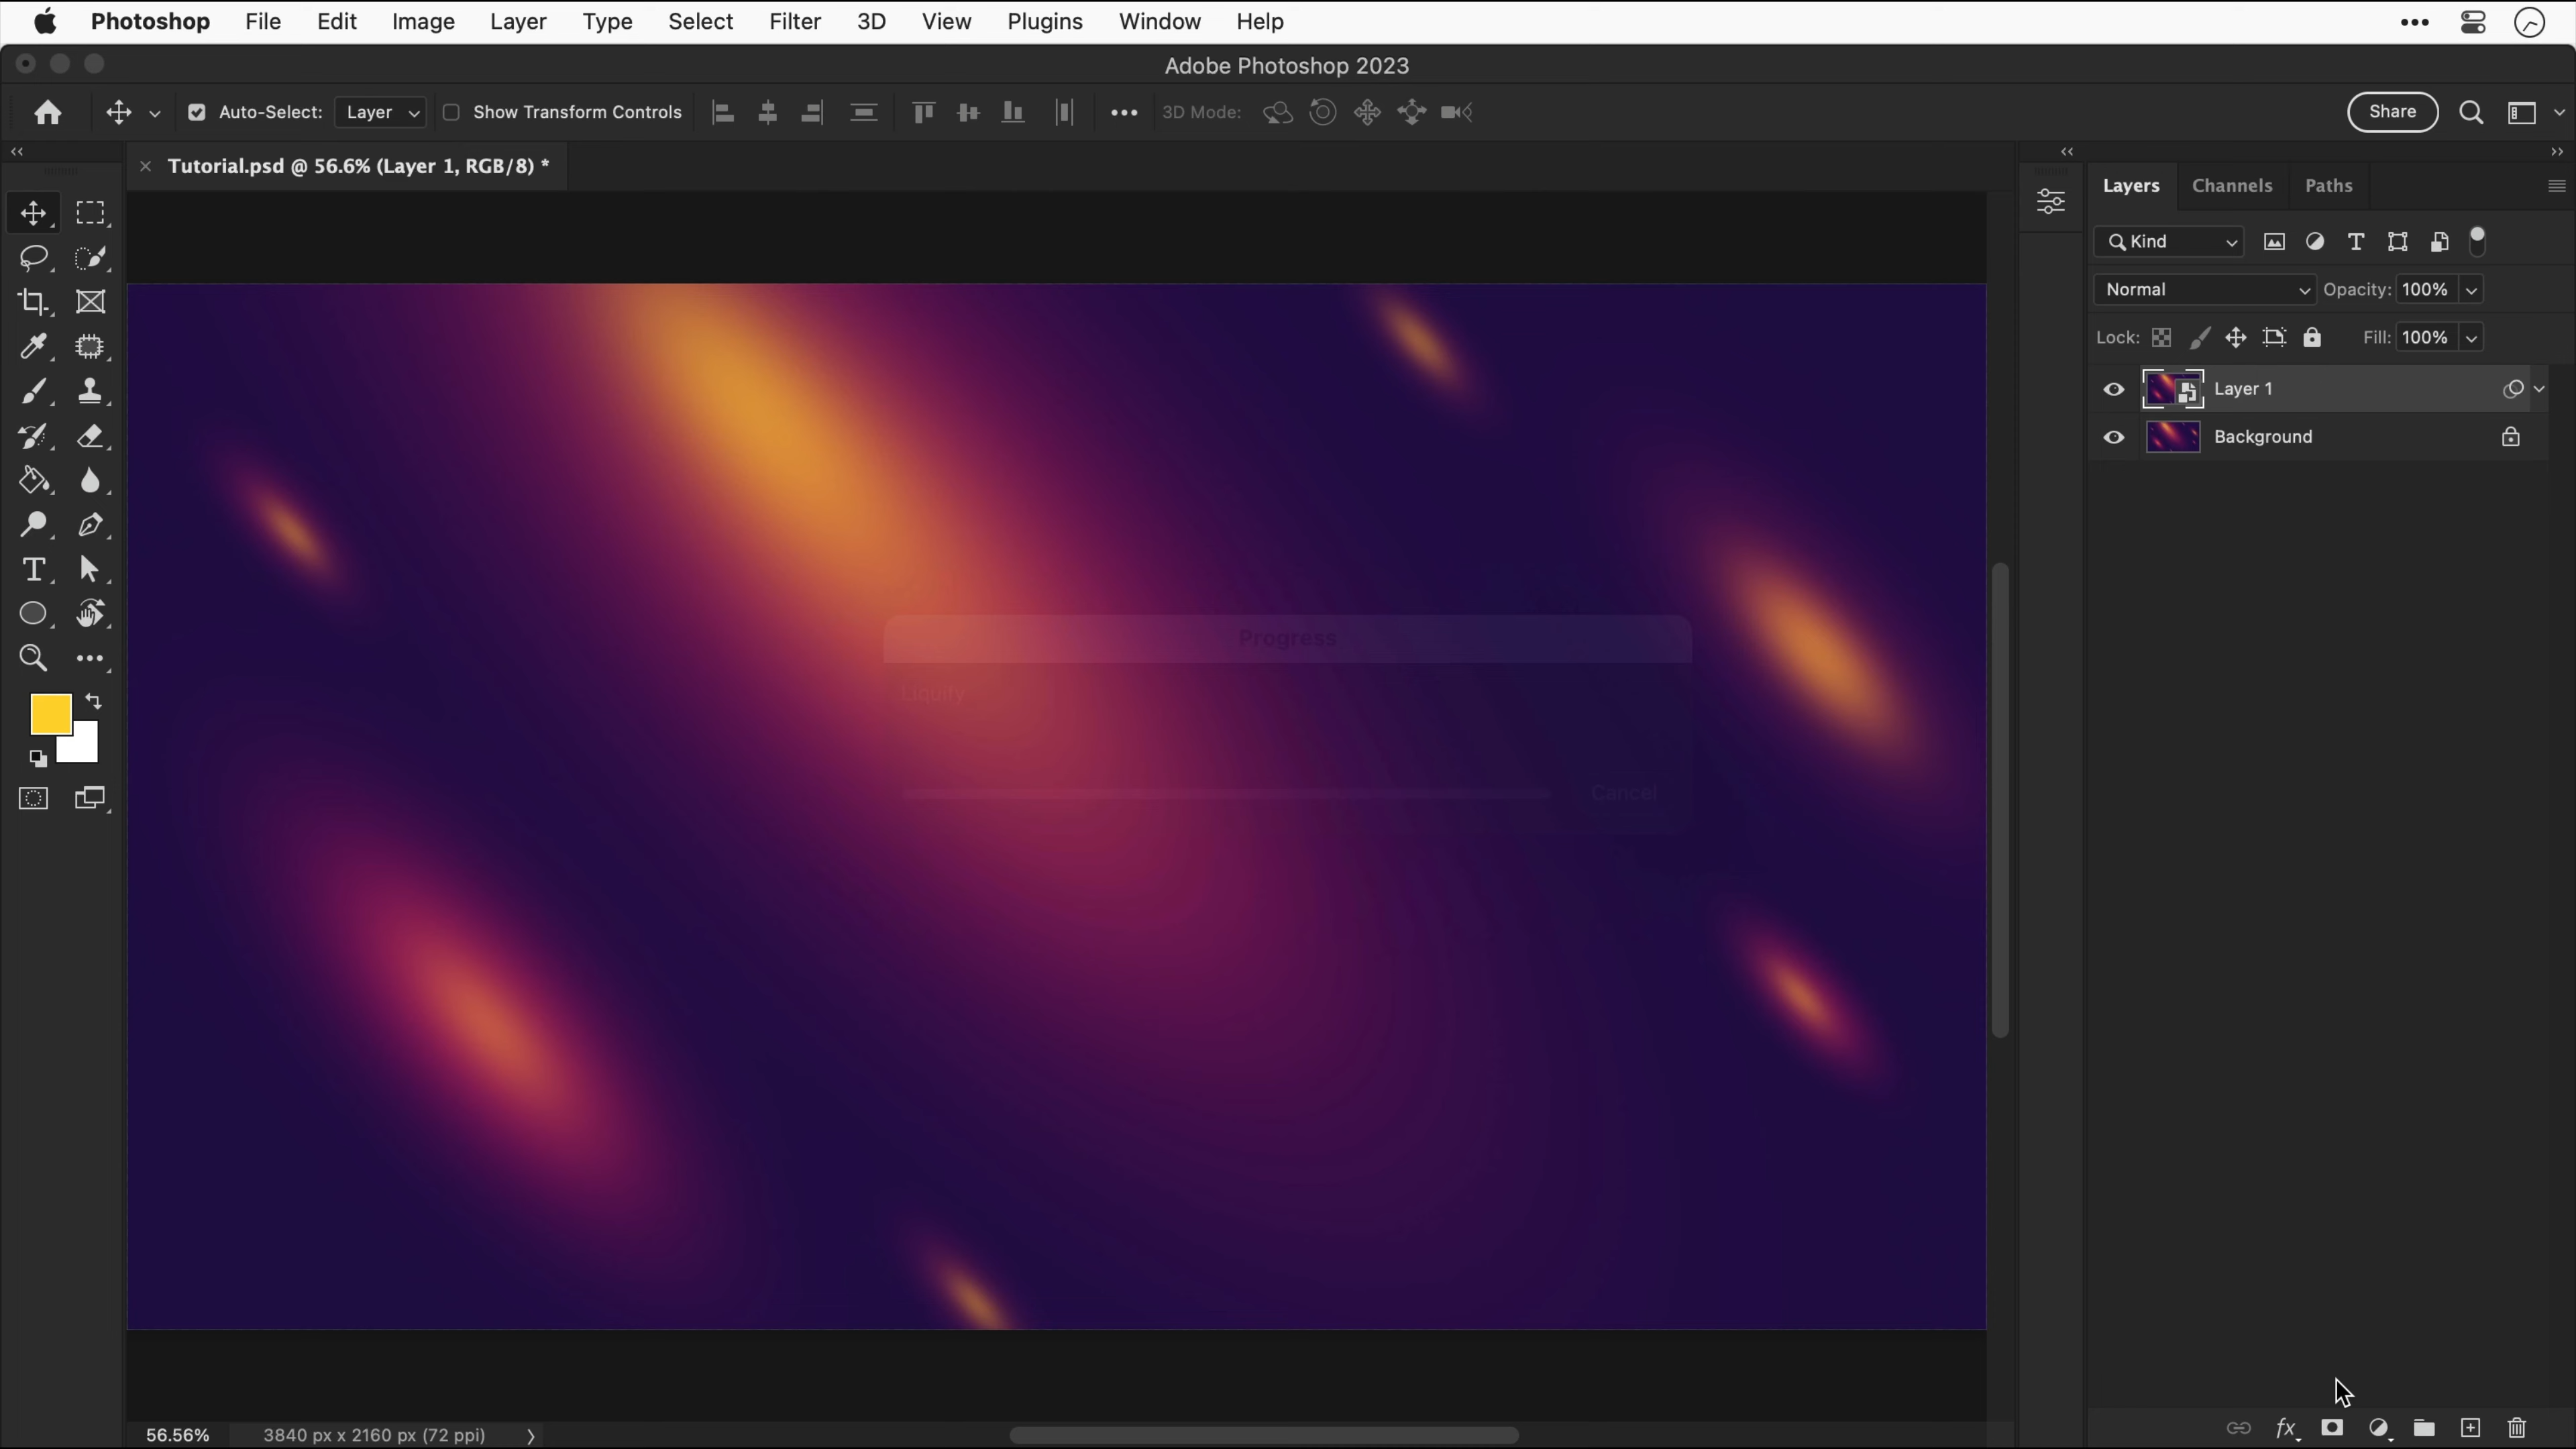 Photoshop File Edit Image Layer Type Select Filter 3D View Plugins Window Help
Adobe Photoshop 2023
Auto-Select: Layer Show Transform Controls 3D Mode: Share
Tutorial.psd @ 56.6% (Layer 1, RGB/8) *
Layers Channels Paths
Kind
Normal Opacity: 100%
Lock: Fill: 100%
Layer 1
Background
Progress
Liquify
Cancel
56.56% 3840 px x 2160 px (72 ppi)